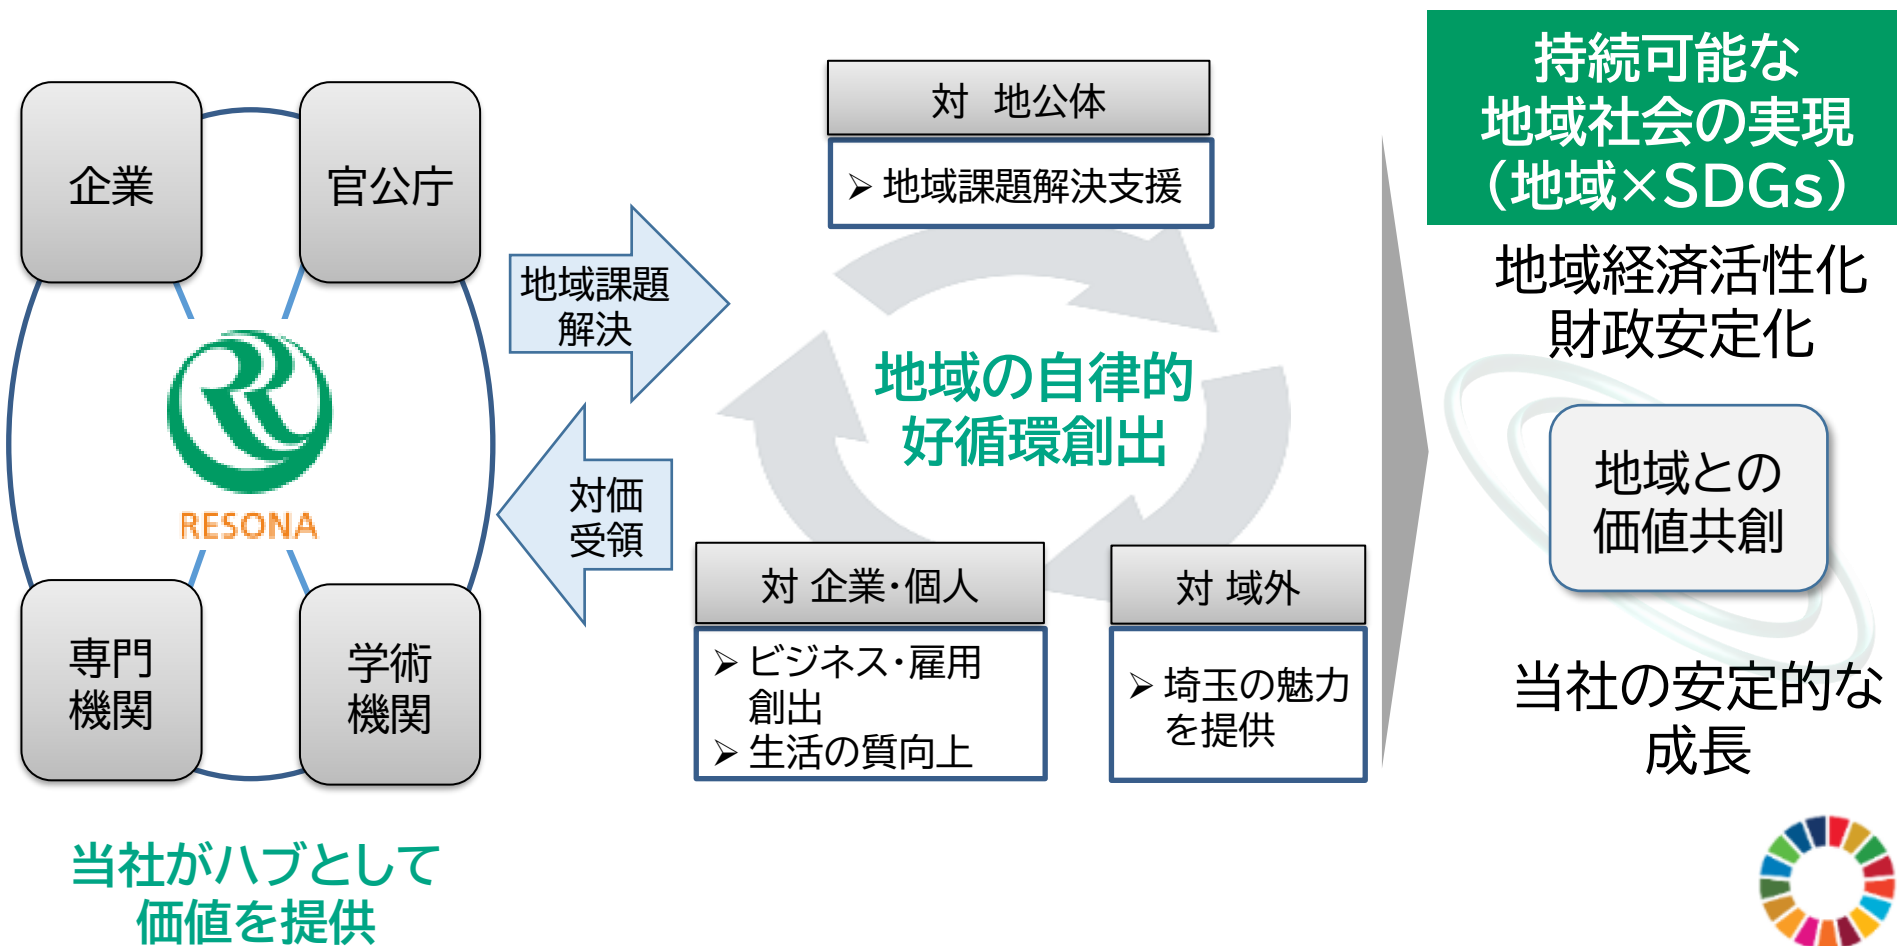 企業
官公庁
RESONA
専門
機関
学術
機関
当社がハブとして
価値を提供
地域課題
解決
対価
受領
対 地公体
➢ 地域課題解決支援
地域の自律的
好循環創出
対 企業・個人
➢ ビジネス・雇用
創出
➢ 生活の質向上
対 域外
➢ 埼玉の魅力
を提供
持続可能な
地域社会の実現
（地域×SDGs）
地域経済活性化
財政安定化
地域との
価値共創
当社の安定的な
成長